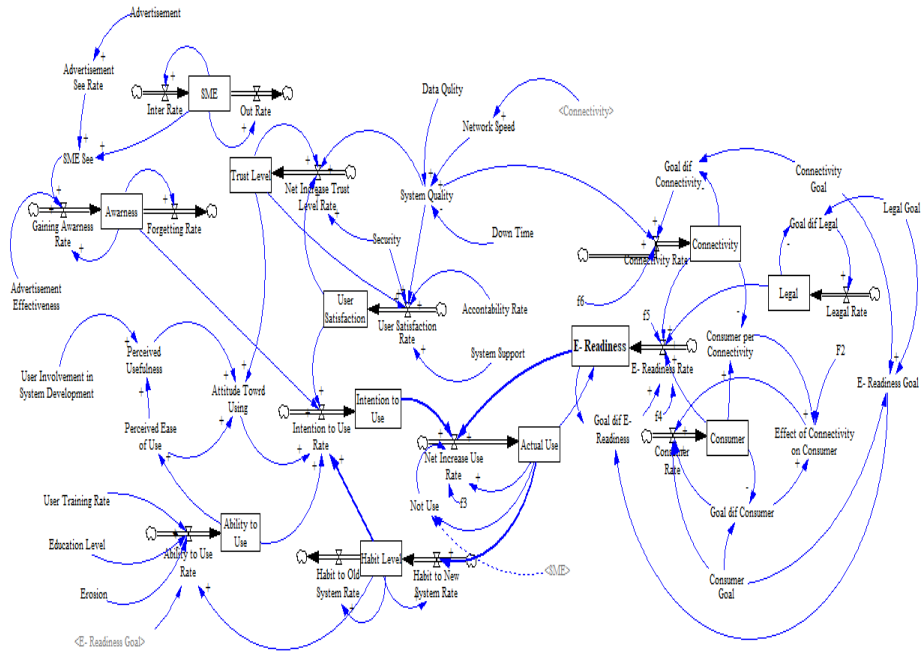 Advertisement
Advertisement
See Rate
SME
Inter Rate
Out Rate
Data Qulity
<Connectivity>
Network Speed
SME See
Trust Level
Net Increase Trust
Level Rate
System Quality
Goal dif
Connectivity
Connectivity
Goal
Goal dif Legal
Legal Goal
Awarness
Gaining Awarness
Rate
Forgetting Rate
Security
Down Time
Connectivity
Connectivity Rate
Advertisement
Effectiveness
User
Satisfaction
User Satisfaction
Rate
Accontability Rate
f6
Legal
Leagal Rate
f5
E- Readiness
E- Readiness Rate
Consumer per
Connectivity
F2
System Support
Perceived
Usefulness
User Involvement in
System Development
Attitude Towrd
Using
E- Readiness Goal
Intention to
Use
Intention to Use
Rate
Goal dif E-
Readiness
f4
Consumer
Consumer
Rate
Effect of Connectivity
on Consumer
Perceived Ease
of Use
Actual Use
Net Increase Use
Rate
f3
Not Use
Goal dif Consumer
User Training Rate
Ability to
Use
Education Level
Ability to Use
Rate
Erosion
Habit Level
Habit to Old
System Rate
Habit to New
System Rate
<SME>
Consumer
Goal
<E- Readiness Goal>